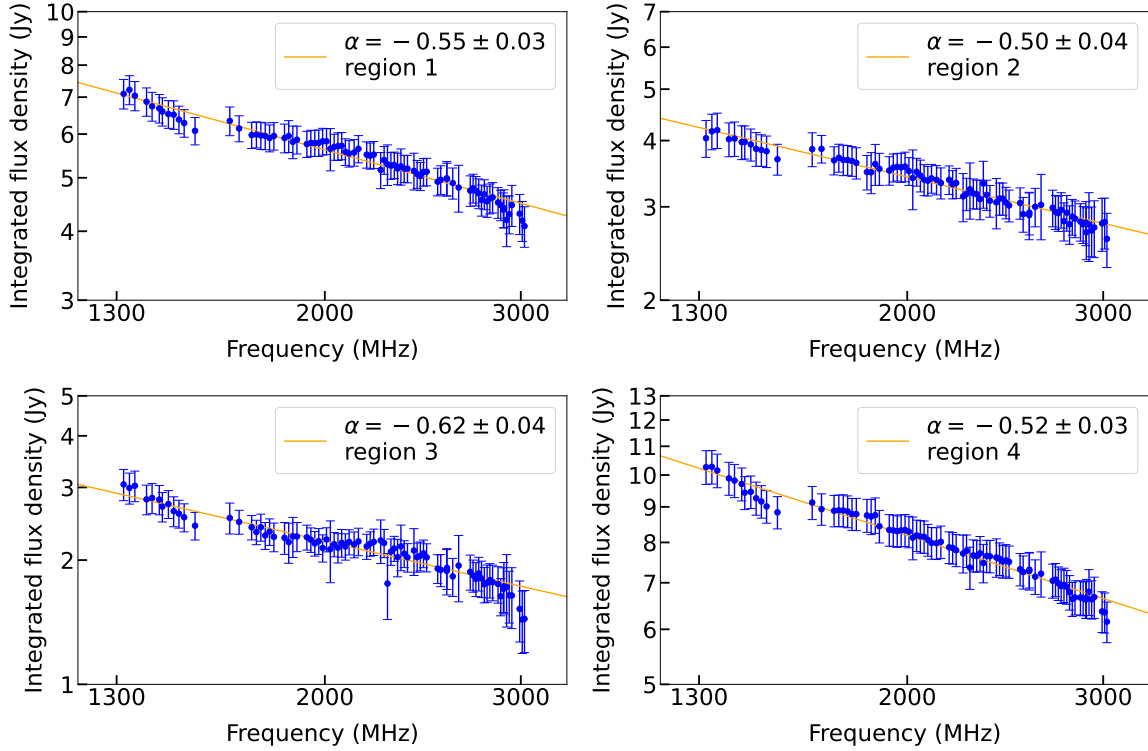 Integrated flux density (Jy)
10
9
8
7
6
5
4
3
α = −0.55 ± 0.03
region 1
1300
2000
3000
Frequency (MHz)
Integrated flux density (Jy)
7
6
5
4
3
2
α = −0.50 ± 0.04
region 2
1300
2000
3000
Frequency (MHz)
Integrated flux density (Jy)
5
4
3
2
1
α = −0.62 ± 0.04
region 3
1300
2000
3000
Frequency (MHz)
Integrated flux density (Jy)
13
12
11
10
9
8
7
6
5
α = −0.52 ± 0.03
region 4
1300
2000
3000
Frequency (MHz)